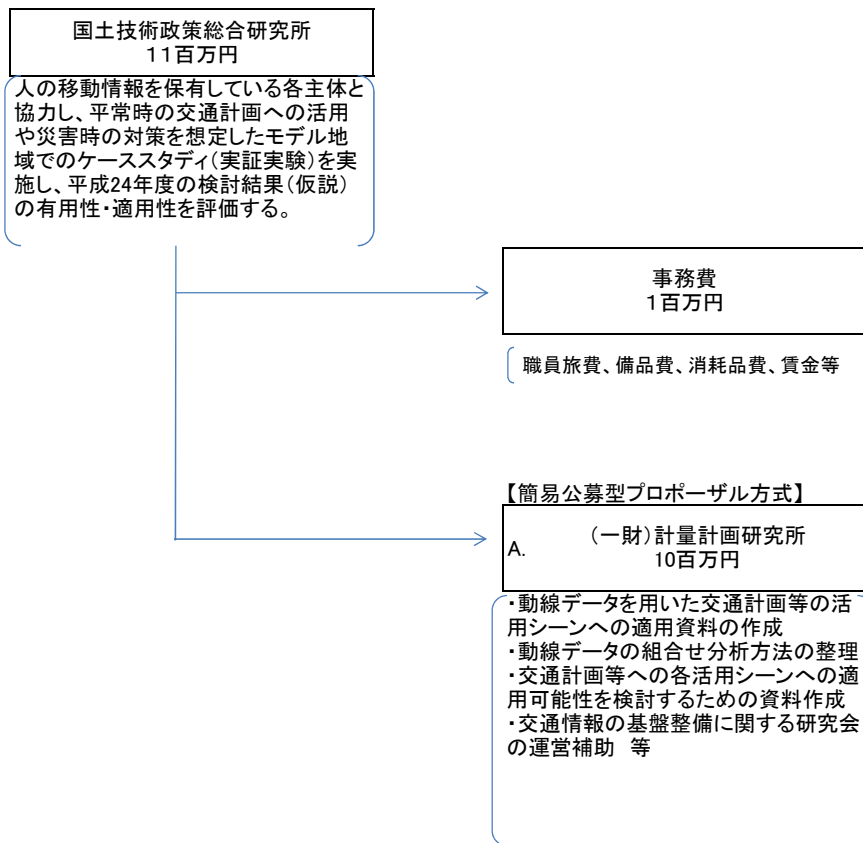 国土技術政策総合研究所
11百万円
人の移動情報を保有している各主体と
協力し、平常時の交通計画への活用
や災害時の対策を想定したモデル地
域でのケーススタディ(実証実験)を実
施し、平成24年度の検討結果(仮説)
の有用性・適用性を評価する。
事務費
1百万円
職員旅費、備品費、消耗品費、賃金等
【簡易公募型プロポーザル方式】
A. (一財)計量計画研究所
10百万円
・動線データを用いた交通計画等の活
用シーンへの適用資料の作成
・動線データの組合せ分析方法の整理
・交通計画等への各活用シーンへの適
用可能性を検討するための資料作成
・交通情報の基盤整備に関する研究会
の運営補助 等